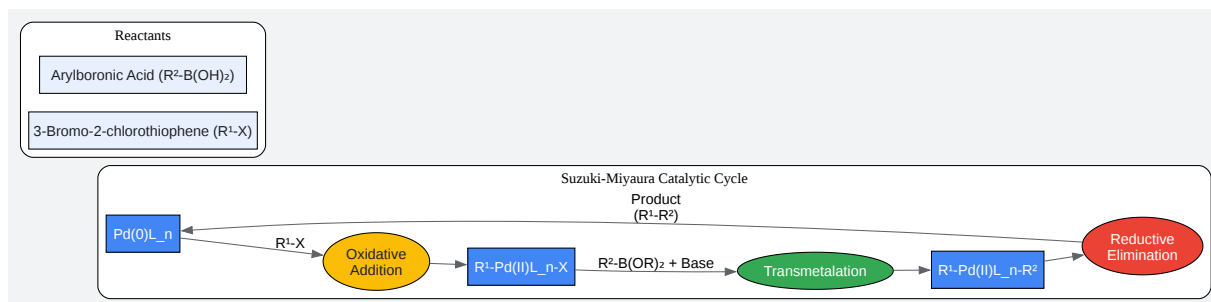 Reactants
Arylboronic Acid (R²-B(OH)₂)
3-Bromo-2-chlorothiophene (R¹-X)
Suzuki-Miyaura Catalytic Cycle
Product
(R¹-R²)
Pd(0)L_n
R¹-X
Oxidative
Addition
R¹-Pd(II)L_n-X
R²-B(OR)₂ + Base
Transmetalation
R¹-Pd(II)L_n-R²
Reductive
Elimination